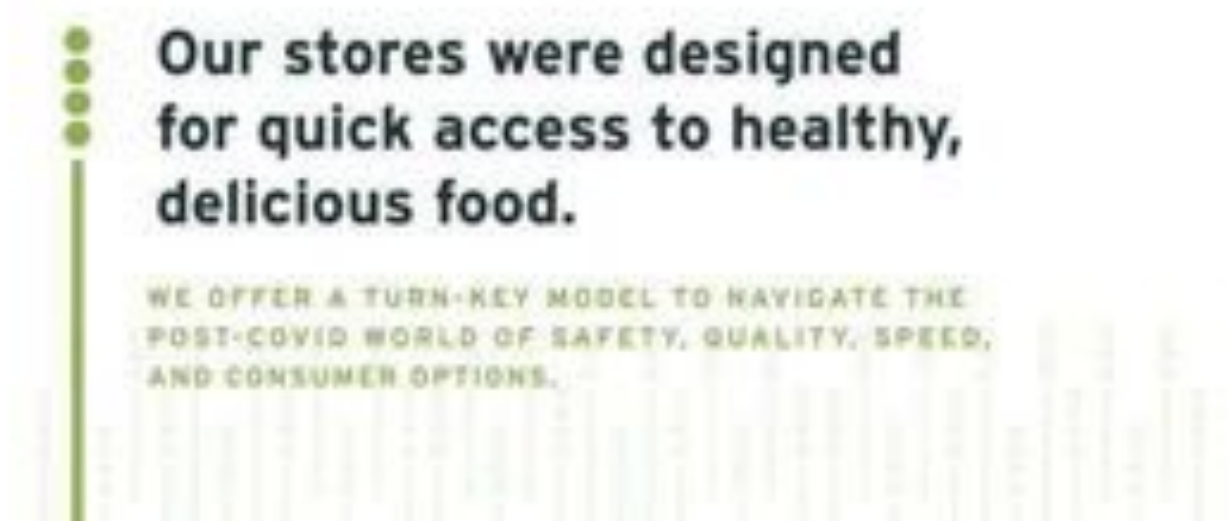 Our stores were designed
for quick access to healthy,
delicious food.
WE OFFER A TURN-KEY MODEL TO NAVIGATE THE
POST-COVID WORLD OF SAFETY, QUALITY, SPEED,
AND CONSUMER OPTIONS.